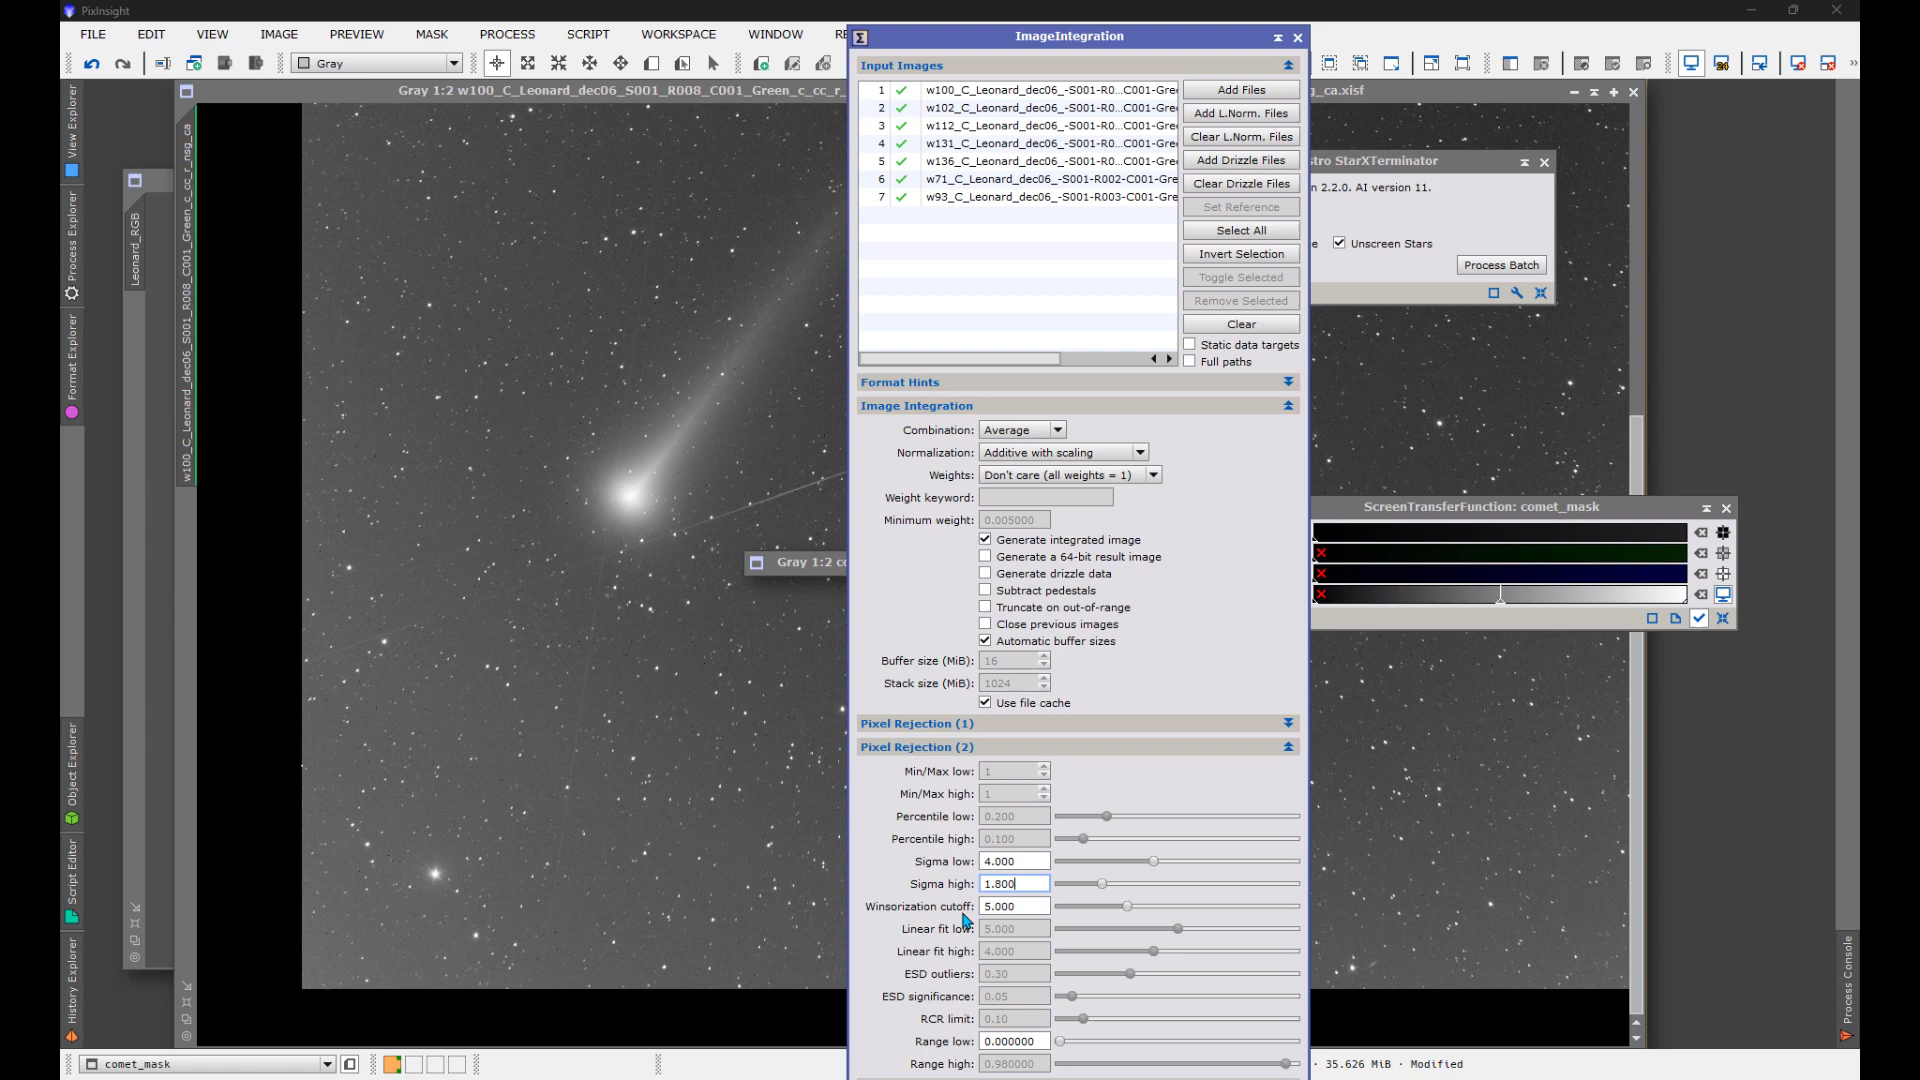 PixInsight
FILE EDIT VIEW IMAGE PREVIEW MASK PROCESS SCRIPT WORKSPACE WINDOW RE
Gray
Gray 1:2 w100_C_Leonard_dec06_S001_R008_C001_Green_c_cc_r_
g_ca.xisf
View Explorer
Process Explorer
Format Explorer
Object Explorer
Script Editor
History Explorer
Leonard_RGB
w100_C_Leonard_dec06_S001_R008_C001_Green_c_cc_r_nsg_ca
Gray 1:2 co
ImageIntegration
Input Images
1 w100_C_Leonard_dec06_-S001-R0...C001-Gree
2 w102_C_Leonard_dec06_-S001-R0...C001-Gree
3 w112_C_Leonard_dec06_-S001-R0...C001-Gree
4 w131_C_Leonard_dec06_-S001-R0...C001-Gree
5 w136_C_Leonard_dec06_-S001-R0...C001-Gree
6 w71_C_Leonard_dec06_-S001-R002-C001-Gre
7 w93_C_Leonard_dec06_-S001-R003-C001-Gre
Add Files
Add L.Norm. Files
Clear L.Norm. Files
Add Drizzle Files
Clear Drizzle Files
Set Reference
Select All
Invert Selection
Toggle Selected
Remove Selected
Clear
Static data targets
Full paths
Format Hints
Image Integration
Combination: Average
Normalization: Additive with scaling
Weights: Don't care (all weights = 1)
Weight keyword:
Minimum weight: 0.005000
Generate integrated image
Generate a 64-bit result image
Generate drizzle data
Subtract pedestals
Truncate on out-of-range
Close previous images
Automatic buffer sizes
Buffer size (MiB): 16
Stack size (MiB): 1024
Use file cache
Pixel Rejection (1)
Pixel Rejection (2)
Min/Max low: 1
Min/Max high: 1
Percentile low: 0.200
Percentile high: 0.100
Sigma low: 4.000
Sigma high: 1.800
Winsorization cutoff: 5.000
Linear fit low: 5.000
Linear fit high: 4.000
ESD outliers: 0.30
ESD significance: 0.05
RCR limit: 0.10
Range low: 0.000000
Range high: 0.980000
stro StarXTerminator
n 2.2.0. AI version 11.
e Unscreen Stars
Process Batch
ScreenTransferFunction: comet_mask
Process Console
comet_mask
· 35.626 MiB · Modified